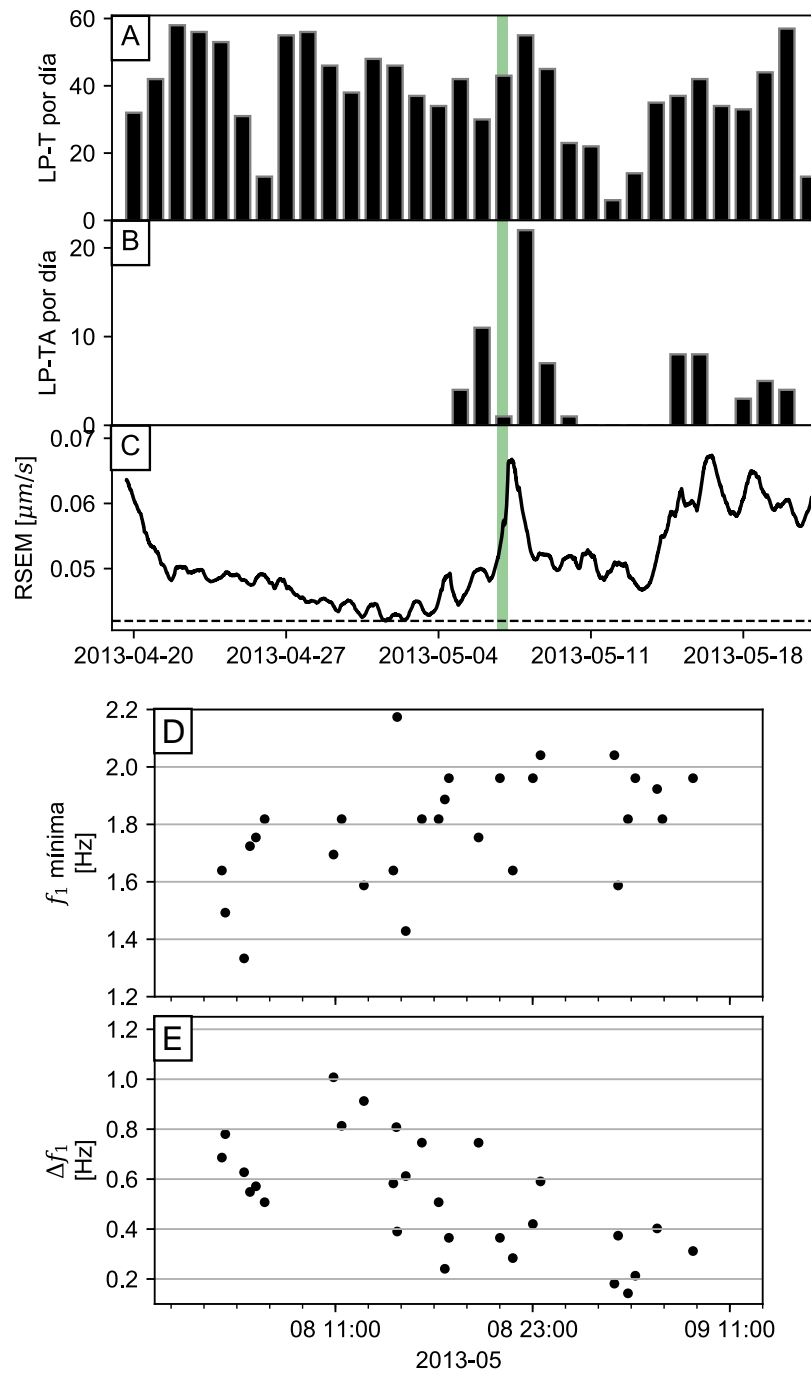 A
LP-T por día
60
40
20
0
B
LP-TA por día
20
10
0
C
RSEM [μm/s]
0.07
0.06
0.05
2013-04-20 2013-04-27 2013-05-04 2013-05-11 2013-05-18
D
f₁ mínima
[Hz]
2.2
2.0
1.8
1.6
1.4
1.2
E
Δf₁
[Hz]
1.2
1.0
0.8
0.6
0.4
0.2
08 11:00 08 23:00 09 11:00
2013-05